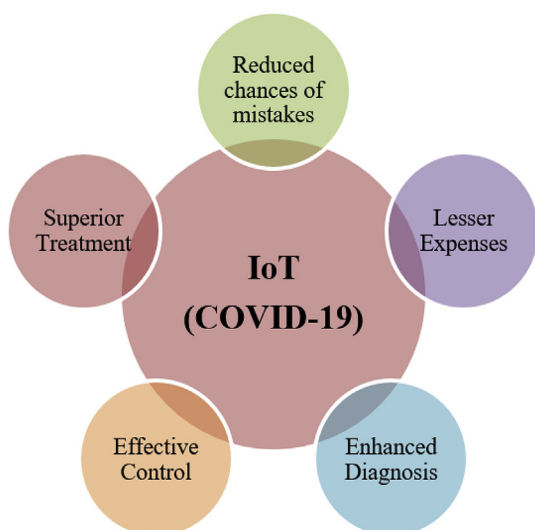 Reduced
chances of
mistakes
Superior
Treatment
Lesser
Expenses
IoT
(COVID-19)
Effective
Control
Enhanced
Diagnosis